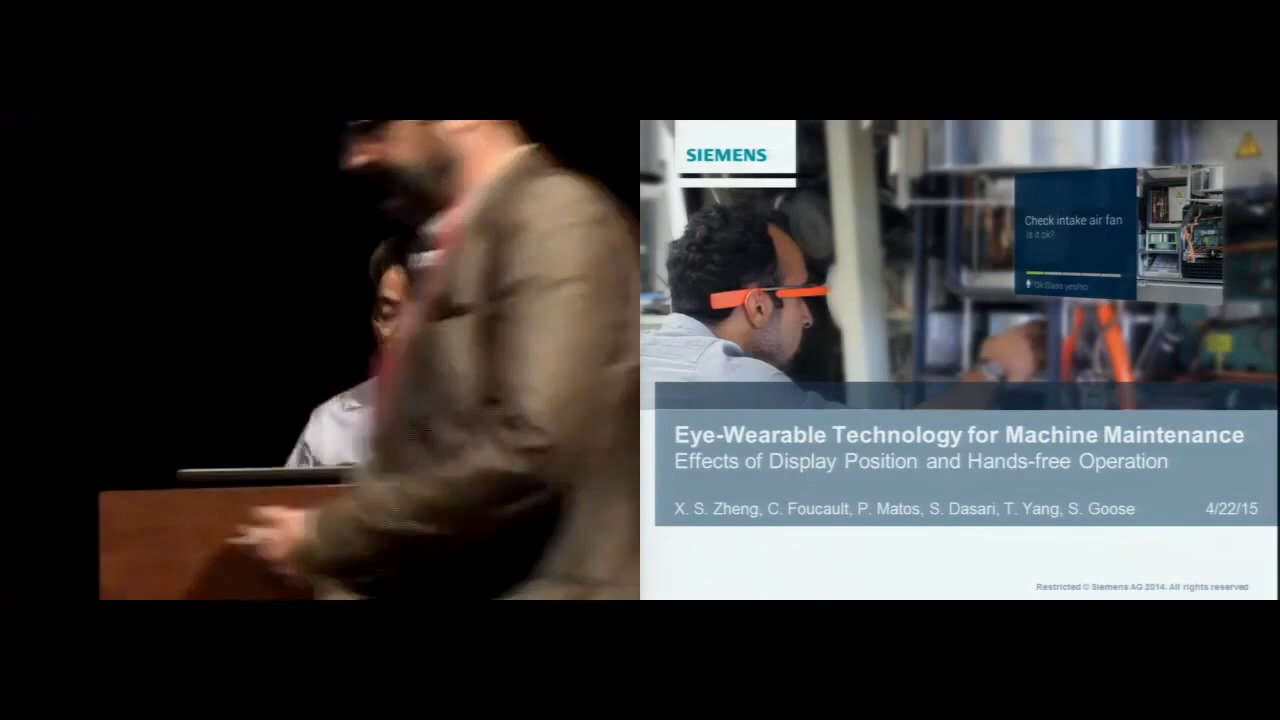 SIEMENS
Check intake air fan
Is it ok?
Ok Glass yes/no
Eye-Wearable Technology for Machine Maintenance
Effects of Display Position and Hands-free Operation
X. S. Zheng, C. Foucault, P. Matos, S. Dasari, T. Yang, S. Goose
4/22/15
Restricted © Siemens AG 2014. All rights reserved